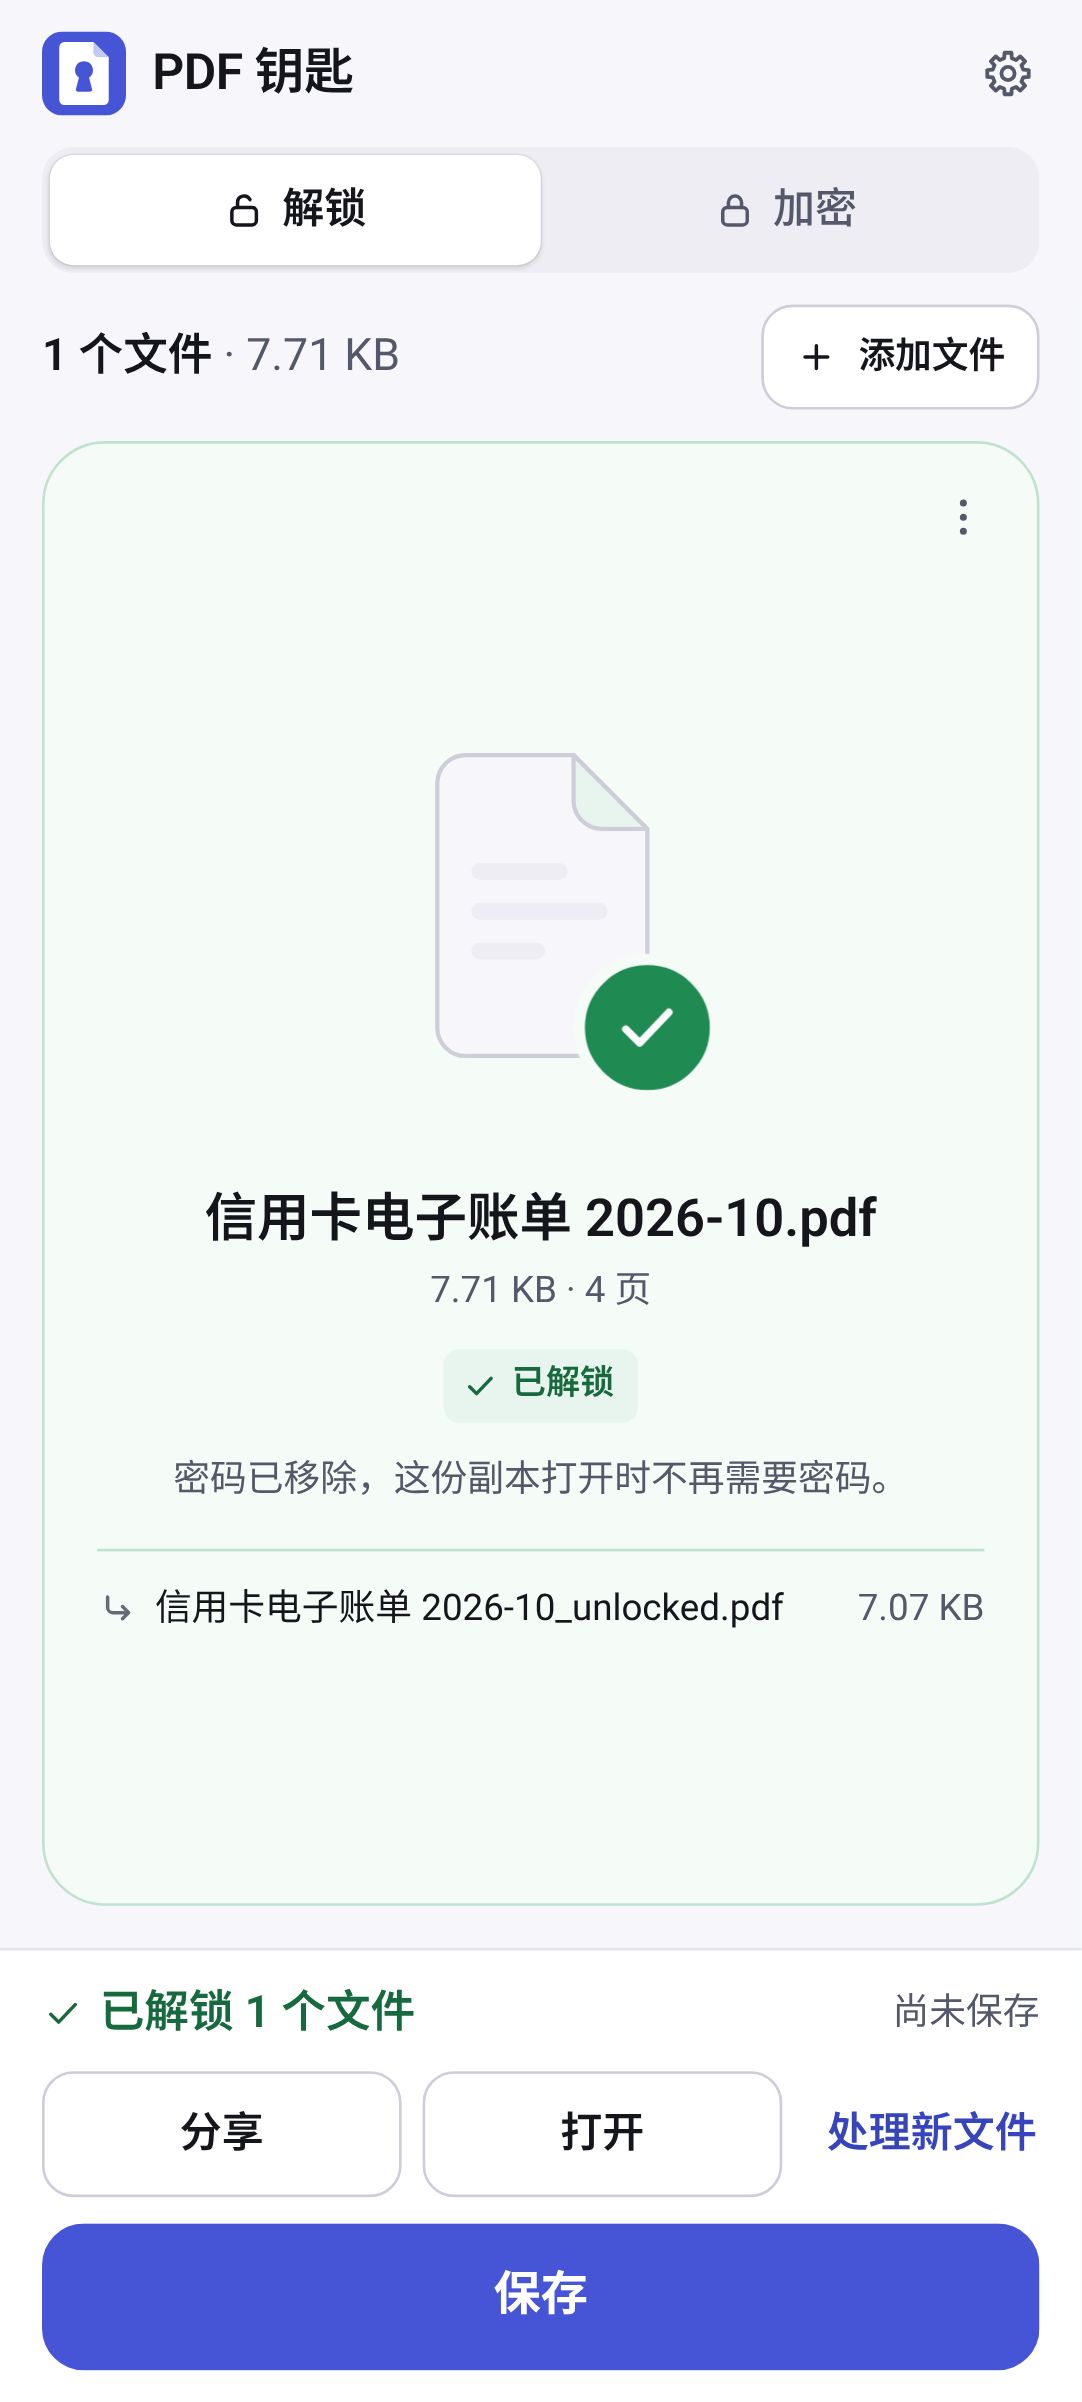 PDF 钥匙
解锁
加密
1 个文件 · 7.71 KB
添加文件
信用卡电子账单 2026-10.pdf
7.71 KB · 4 页
已解锁
密码已移除，这份副本打开时不再需要密码。
信用卡电子账单 2026-10_unlocked.pdf 7.07 KB
已解锁 1 个文件
尚未保存
分享
打开
处理新文件
保存